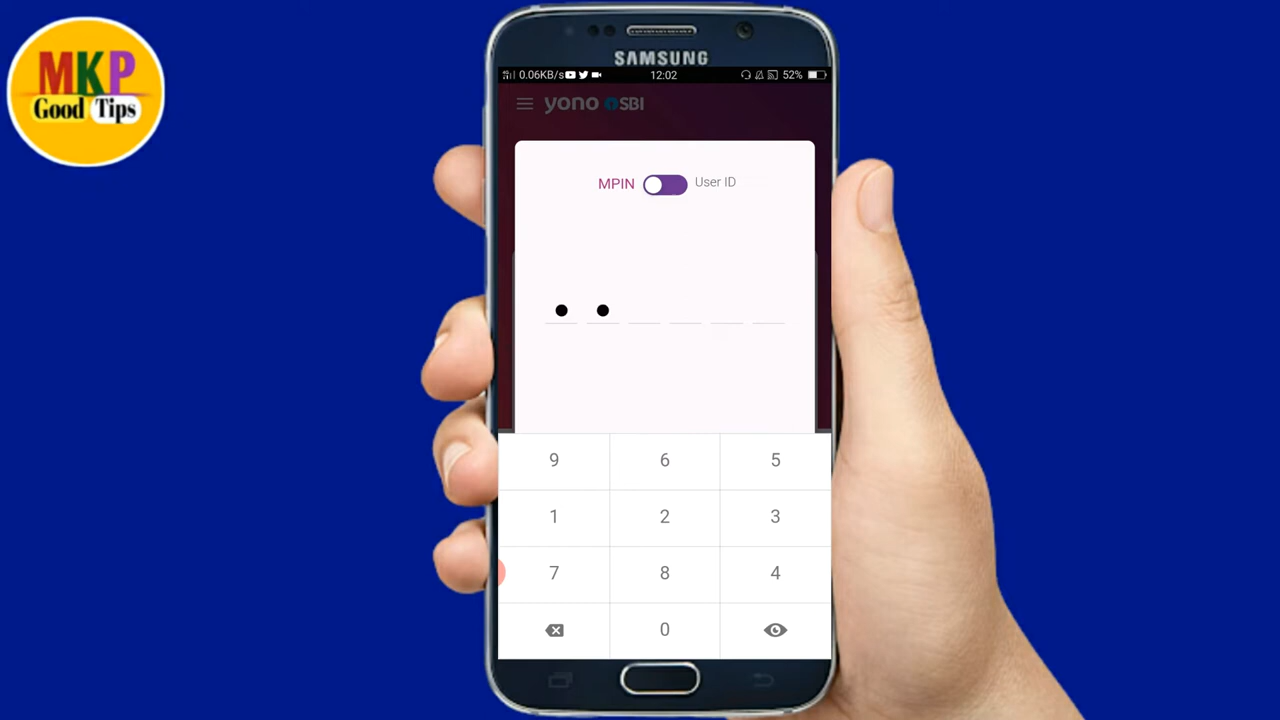 MKP
Good Tips
SAMSUNG
0.06KB/s 12:02 52%
yono SBI
MPIN User ID
9 6 5
1 2 3
7 8 4
0